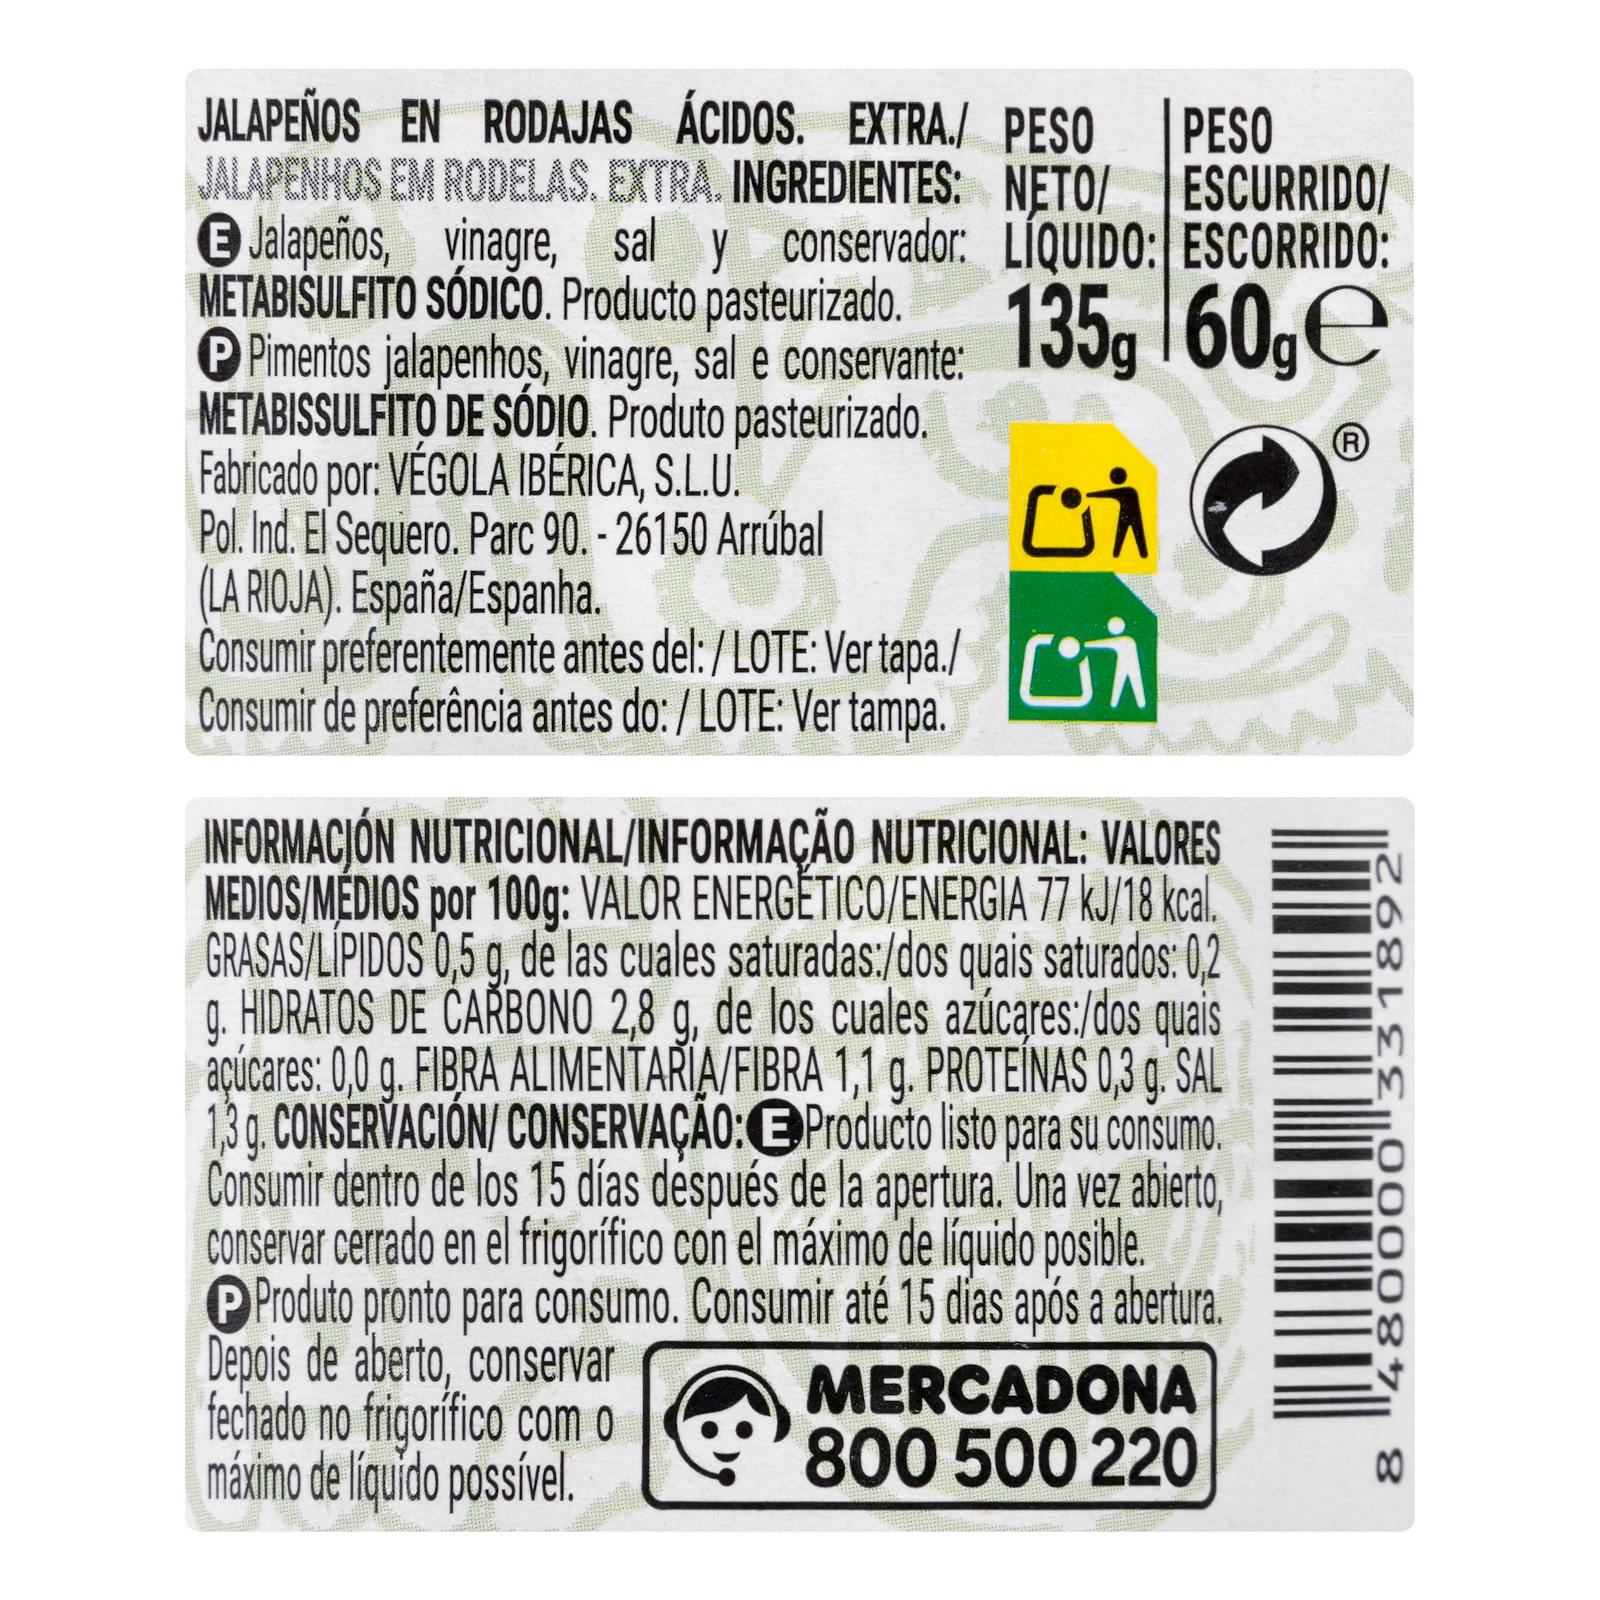 JALAPEÑOS EN RODAJAS ÁCIDOS. EXTRA./
JALAPENHOS EM RODELAS. EXTRA. INGREDIENTES:
E Jalapeños, vinagre, sal y conservador:
METABISULFITO SÓDICO. Producto pasteurizado.
P Pimentos jalapenhos, vinagre, sal e conservante:
METABISSULFITO DE SÓDIO. Produto pasteurizado.
Fabricado por: VÉGOLA IBÉRICA, S.L.U.
Pol. Ind. El Sequero. Parc 90. - 26150 Arrúbal
(LA RIOJA). España/Espanha.
Consumir preferentemente antes del: / LOTE: Ver tapa./
Consumir de preferência antes do: / LOTE: Ver tampa.
PESO
NETO/
LÍQUIDO:
135g
PESO
ESCURRIDO/
ESCORRIDO:
60g e
®
INFORMACIÓN NUTRICIONAL/INFORMAÇÃO NUTRICIONAL: VALORES
MEDIOS/MÉDIOS por 100g: VALOR ENERGÉTICO/ENERGIA 77 kJ/18 kcal.
GRASAS/LÍPIDOS 0,5 g, de las cuales saturadas:/dos quais saturados: 0,2
g. HIDRATOS DE CARBONO 2,8 g, de los cuales azúcares:/dos quais
açúcares: 0,0 g. FIBRA ALIMENTARIA/FIBRA 1,1 g. PROTEÍNAS 0,3 g. SAL
1,3 g. CONSERVACIÓN/ CONSERVAÇÃO: E Producto listo para su consumo.
Consumir dentro de los 15 días después de la apertura. Una vez abierto,
conservar cerrado en el frigorífico con el máximo de líquido posible.
P Produto pronto para consumo. Consumir até 15 dias após a abertura.
Depois de aberto, conservar
fechado no frigorífico com o
máximo de líquido possível.
MERCADONA
800 500 220
8 480000 331892